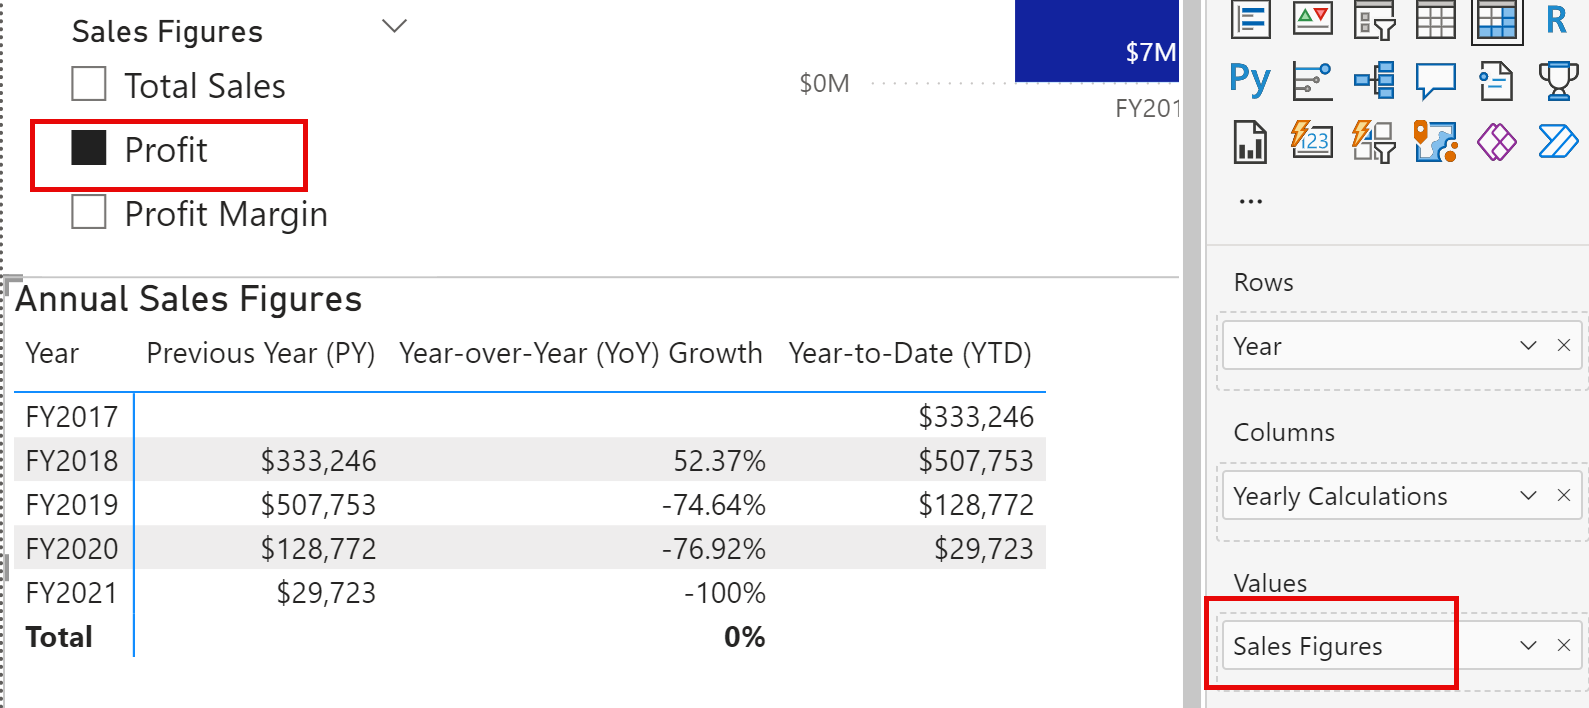 Sales Figures
Total Sales
Profit
Profit Margin
$7M
$0M
FY201
Annual Sales Figures
Year Previous Year (PY) Year-over-Year (YoY) Growth Year-to-Date (YTD)
FY2017 $333,246
FY2018 $333,246 52.37% $507,753
FY2019 $507,753 -74.64% $128,772
FY2020 $128,772 -76.92% $29,723
FY2021 $29,723 -100%
Total 0%
R
Py
123
...
Rows
Year
Columns
Yearly Calculations
Values
Sales Figures